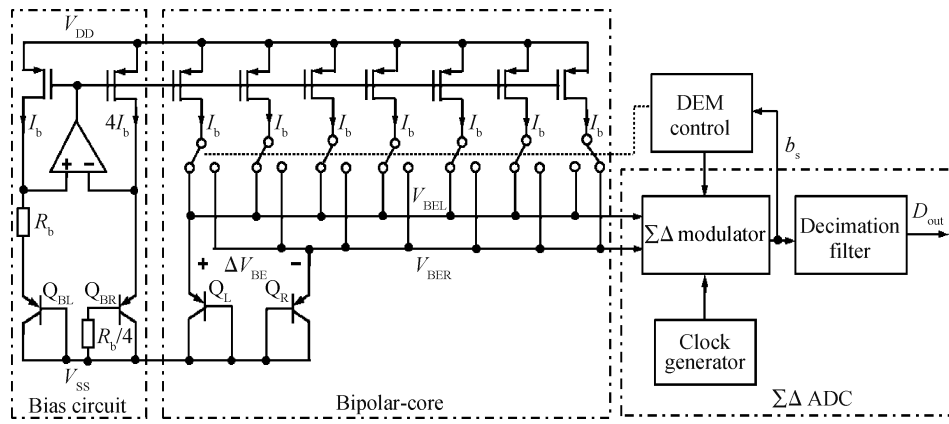 V_DD
I_b
4I_b
I_b
I_b
I_b
I_b
I_b
I_b
I_b
DEM
control
b_s
+ −
R_b
V_BEL
ΣΔ modulator
Decimation
filter
D_out
+ ΔV_BE −
V_BER
Q_BL
Q_BR
Q_L
Q_R
R_b/4
Clock
generator
V_SS
Bias circuit
Bipolar-core
ΣΔ ADC